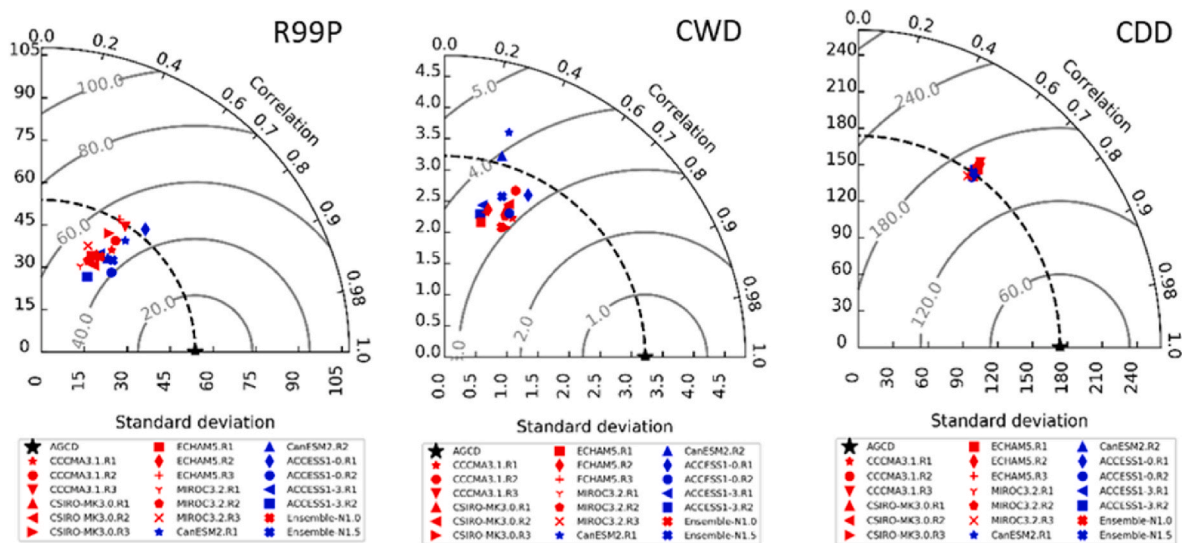 R99P
0.0
0.2
0.4
0.6
0.7
0.8
0.9
0.98
1.0
Correlation
105
90
75
60
45
30
15
0
100.0
80.0
60.0
40.0
20.0
0 15 30 45 60 75 90 105
Standard deviation
AGCD ECHAM5.R1 CanESM2.R2
CCCMA3.1.R1 ECHAM5.R2 ACCESS1-0.R1
CCCMA3.1.R2 ECHAM5.R3 ACCESS1-0.R2
CCCMA3.1.R3 MIROC3.2.R1 ACCESS1-3.R1
CSIRO-MK3.0.R1 MIROC3.2.R2 ACCESS1-3.R2
CSIRO-MK3.0.R2 MIROC3.2.R3 Ensemble-N1.0
CSIRO-MK3.0.R3 CanESM2.R1 Ensemble-N1.5
CWD
0.0
0.2
0.4
0.6
0.7
0.8
0.9
0.98
1.0
Correlation
4.5
4.0
3.5
3.0
2.5
2.0
1.5
1.0
0.5
0.0
5.0
4.0
2.0
1.0
0.0 0.5 1.0 1.5 2.0 2.5 3.0 3.5 4.0 4.5
Standard deviation
AGCD ECHAM5.R1 CanESM2.R2
CCCMA3.1.R1 ECHAM5.R2 ACCESS1-0.R1
CCCMA3.1.R2 ECHAM5.R3 ACCESS1-0.R2
CCCMA3.1.R3 MIROC3.2.R1 ACCESS1-3.R1
CSIRO-MK3.0.R1 MIROC3.2.R2 ACCESS1-3.R2
CSIRO-MK3.0.R2 MIROC3.2.R3 Ensemble-N1.0
CSIRO-MK3.0.R3 CanESM2.R1 Ensemble-N1.5
CDD
0.0
0.2
0.4
0.6
0.7
0.8
0.9
0.98
1.0
Correlation
260
210
180
150
120
90
60
30
0
240.0
180.0
120.0
60.0
0 30 60 90 120 150 180 210 240
Standard deviation
AGCD ECHAM5.R1 CanESM2.R2
CCCMA3.1.R1 ECHAM5.R2 ACCESS1-0.R1
CCCMA3.1.R2 ECHAM5.R3 ACCESS1-0.R2
CCCMA3.1.R3 MIROC3.2.R1 ACCESS1-3.R1
CSIRO-MK3.0.R1 MIROC3.2.R2 ACCESS1-3.R2
CSIRO-MK3.0.R2 MIROC3.2.R3 Ensemble-N1.0
CSIRO-MK3.0.R3 CanESM2.R1 Ensemble-N1.5